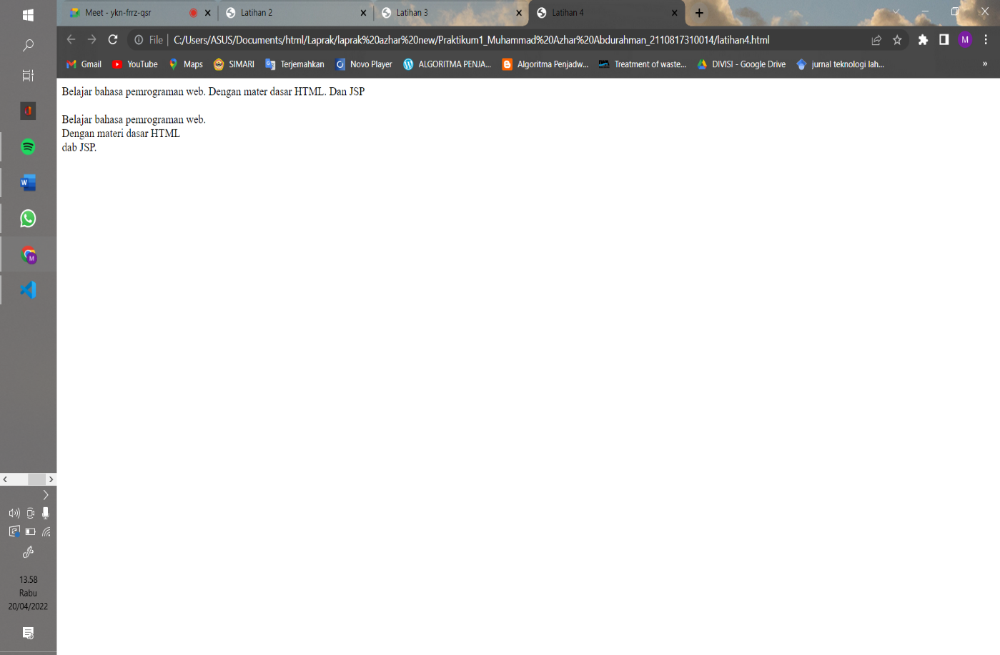 Meet - ykn-frrz-qsr
Latihan 2
Latihan 3
Latihan 4
File
C:/Users/ASUS/Documents/html/Laprak/laprak%20azhar%20new/Praktikum1_Muhammad%20Azhar%20Abdurahman_2110817310014/latihan4.html
M
Gmail
YouTube
Maps
SIMARI
Terjemahkan
Novo Player
ALGORITMA PENJA...
Algoritma Penjadw...
Treatment of waste...
DIVISI - Google Drive
jurnal teknologi lah...
»
Belajar bahasa pemrograman web. Dengan mater dasar HTML. Dan JSP
Belajar bahasa pemrograman web.
Dengan materi dasar HTML
dab JSP.
13.58
Rabu
20/04/2022